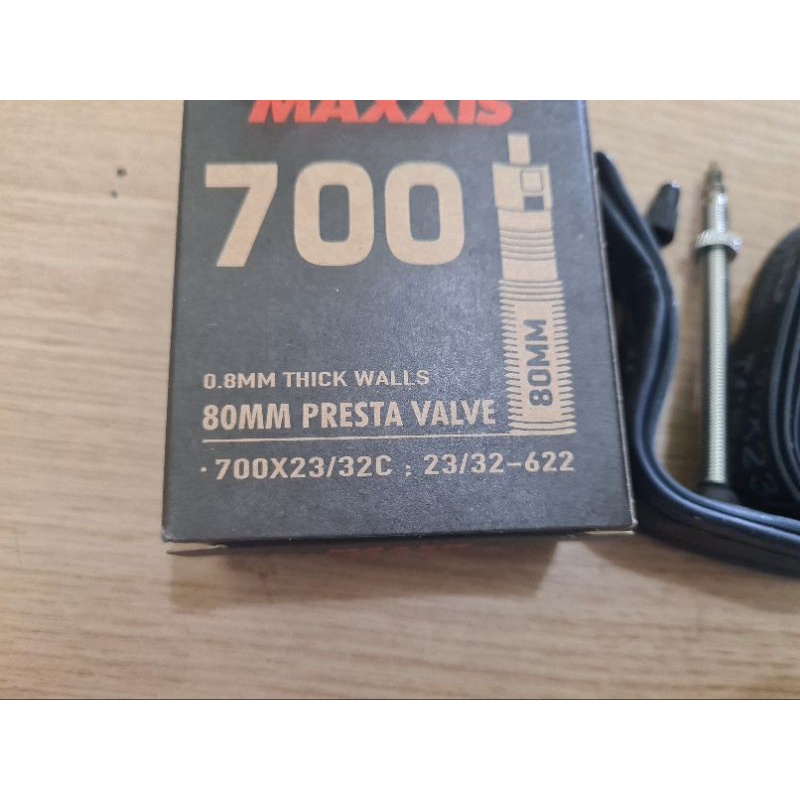 MAXXIS
700
80MM
0.8MM THICK WALLS
80MM PRESTA VALVE
· 700X23/32C : 23/32-622